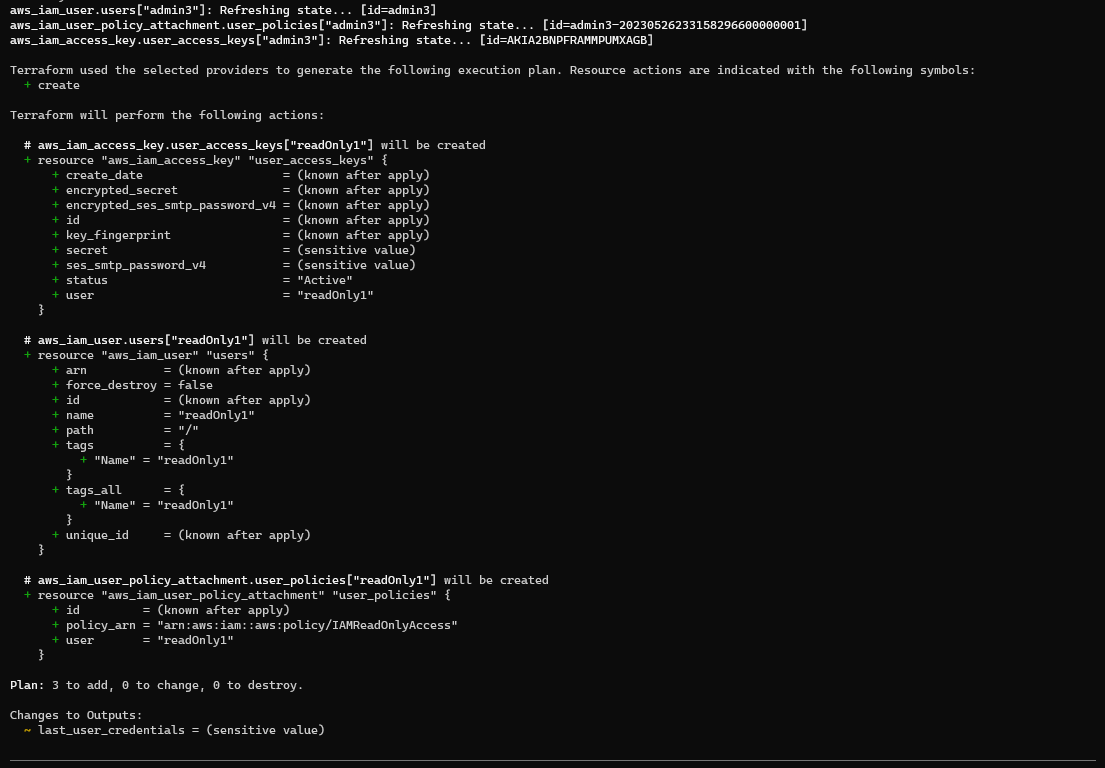 aws_iam_user.users["admin3"]: Refreshing state... [id=admin3]
aws_iam_user_policy_attachment.user_policies["admin3"]: Refreshing state... [id=admin3-20230526233158296600000001]
aws_iam_access_key.user_access_keys["admin3"]: Refreshing state... [id=AKIA2BNPFRAMMPUMXAGB]

Terraform used the selected providers to generate the following execution plan. Resource actions are indicated with the following symbols:
  + create

Terraform will perform the following actions:

  # aws_iam_access_key.user_access_keys["readOnly1"] will be created
  + resource "aws_iam_access_key" "user_access_keys" {
      + create_date                    = (known after apply)
      + encrypted_secret               = (known after apply)
      + encrypted_ses_smtp_password_v4 = (known after apply)
      + id                             = (known after apply)
      + key_fingerprint                = (known after apply)
      + secret                         = (sensitive value)
      + ses_smtp_password_v4           = (sensitive value)
      + status                         = "Active"
      + user                           = "readOnly1"
    }

  # aws_iam_user.users["readOnly1"] will be created
  + resource "aws_iam_user" "users" {
      + arn           = (known after apply)
      + force_destroy = false
      + id            = (known after apply)
      + name          = "readOnly1"
      + path          = "/"
      + tags          = {
          + "Name" = "readOnly1"
        }
      + tags_all      = {
          + "Name" = "readOnly1"
        }
      + unique_id     = (known after apply)
    }

  # aws_iam_user_policy_attachment.user_policies["readOnly1"] will be created
  + resource "aws_iam_user_policy_attachment" "user_policies" {
      + id         = (known after apply)
      + policy_arn = "arn:aws:iam::aws:policy/IAMReadOnlyAccess"
      + user       = "readOnly1"
    }

Plan: 3 to add, 0 to change, 0 to destroy.

Changes to Outputs:
  ~ last_user_credentials = (sensitive value)